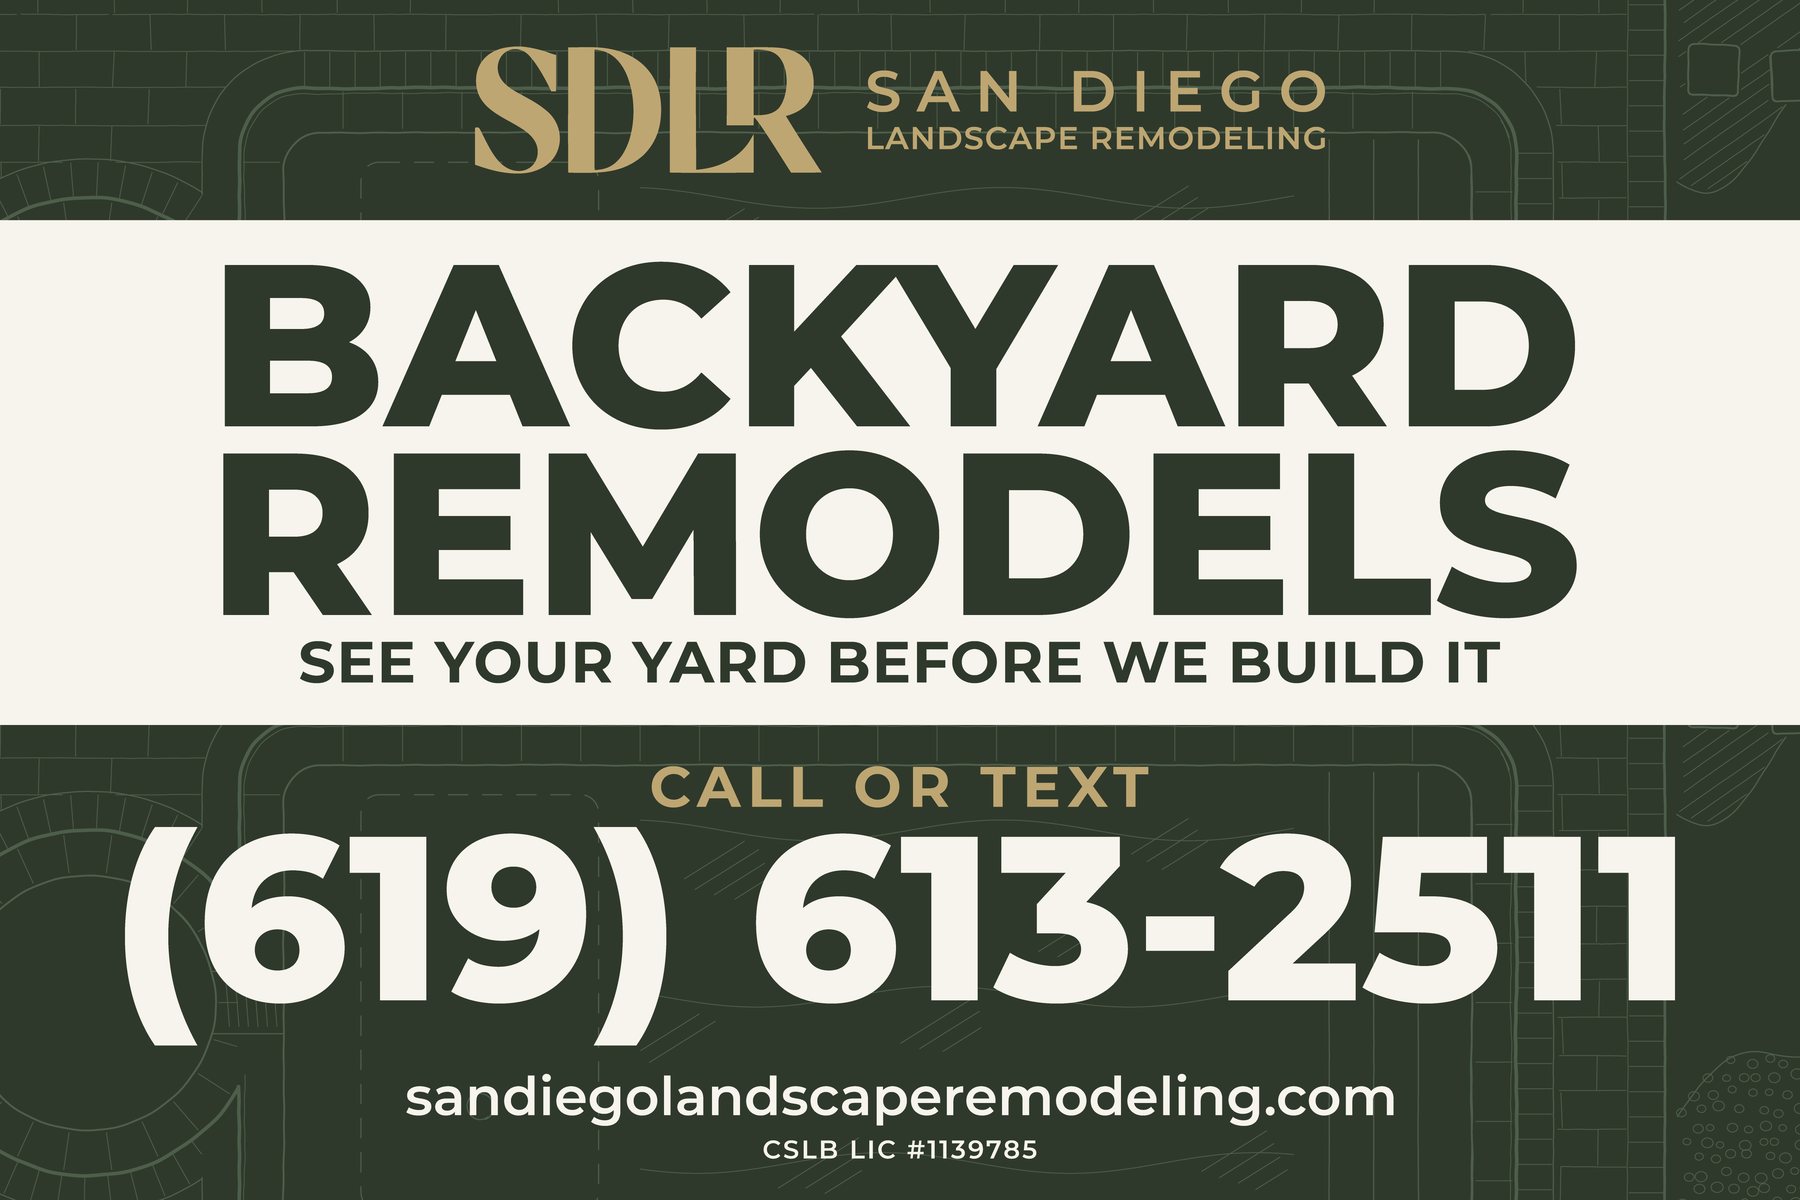 SDLR
SAN DIEGO
LANDSCAPE REMODELING
BACKYARD
REMODELS
SEE YOUR YARD BEFORE WE BUILD IT
CALL OR TEXT
(619) 613-2511
sandiegolandscaperemodeling.com
CSLB LIC #1139785